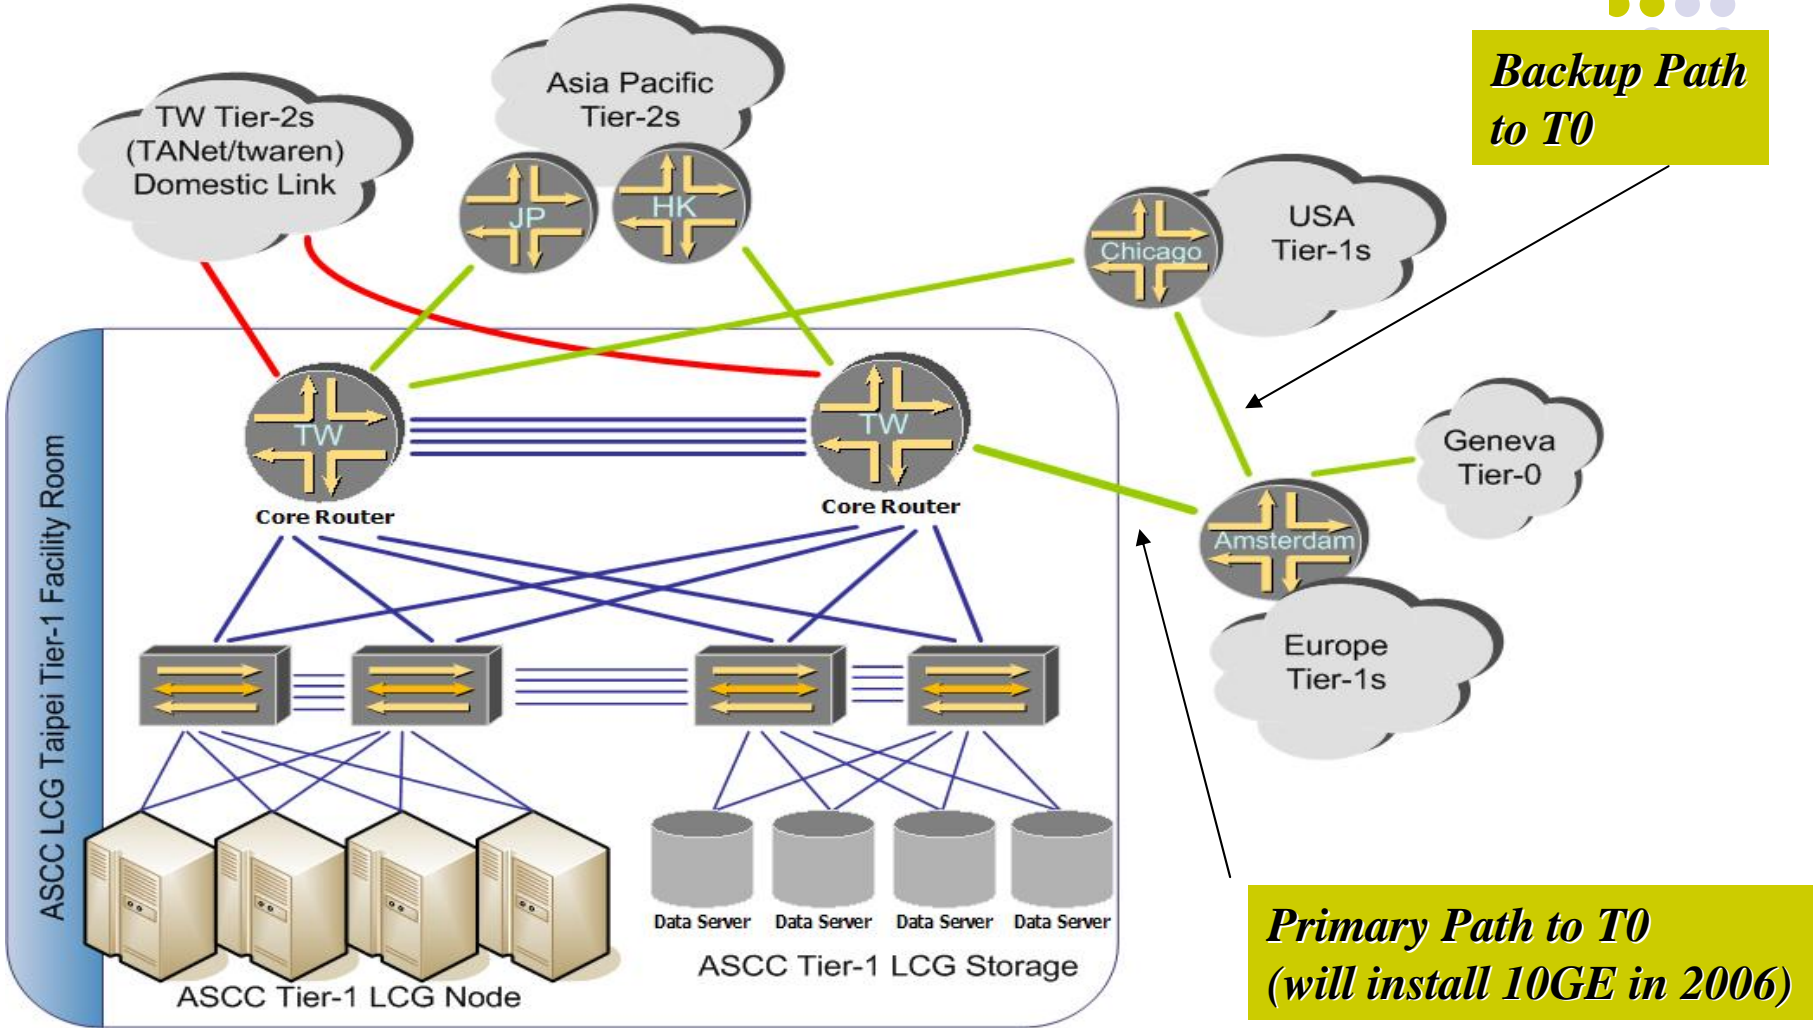 Backup Path
to T0
Asia Pacific
Tier-2s
TW Tier-2s
(TANet/twaren)
Domestic Link
JP
HK
USA
Tier-1s
Chicago
TW
Core Router
TW
Core Router
Geneva
Tier-0
Amsterdam
Europe
Tier-1s
ASCC LCG Taipei Tier-1 Facility Room
Data Server
Data Server
Data Server
Data Server
ASCC Tier-1 LCG Storage
ASCC Tier-1 LCG Node
Primary Path to T0
(will install 10GE in 2006)